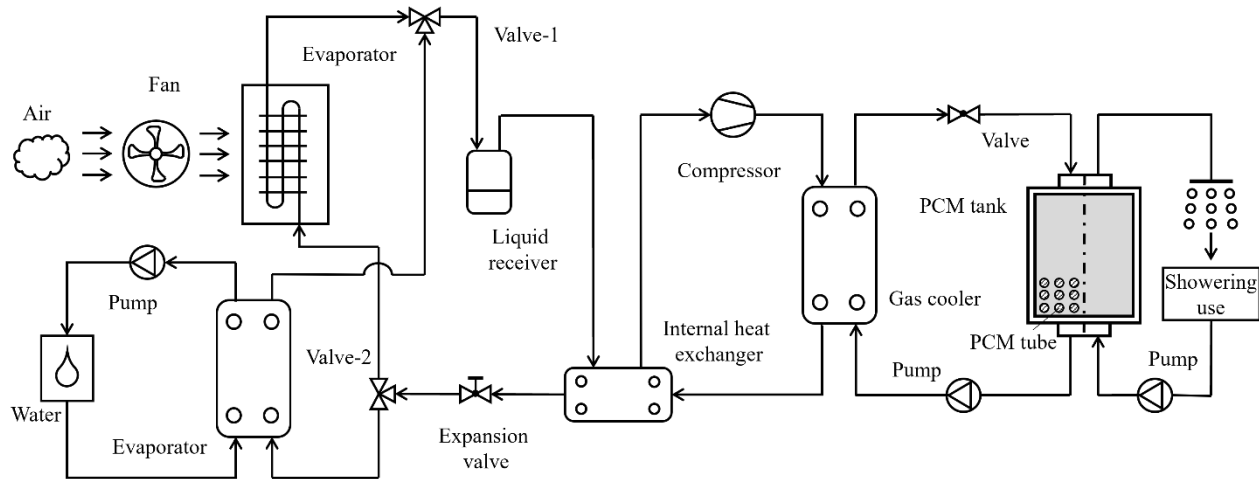 Evaporator
Valve-1
Fan
Air
Compressor
Valve
PCM tank
Liquid
receiver
Gas cooler
Showering
use
Pump
Internal heat
exchanger
PCM tube
Valve-2
Pump
Pump
Water
Evaporator
Expansion
valve